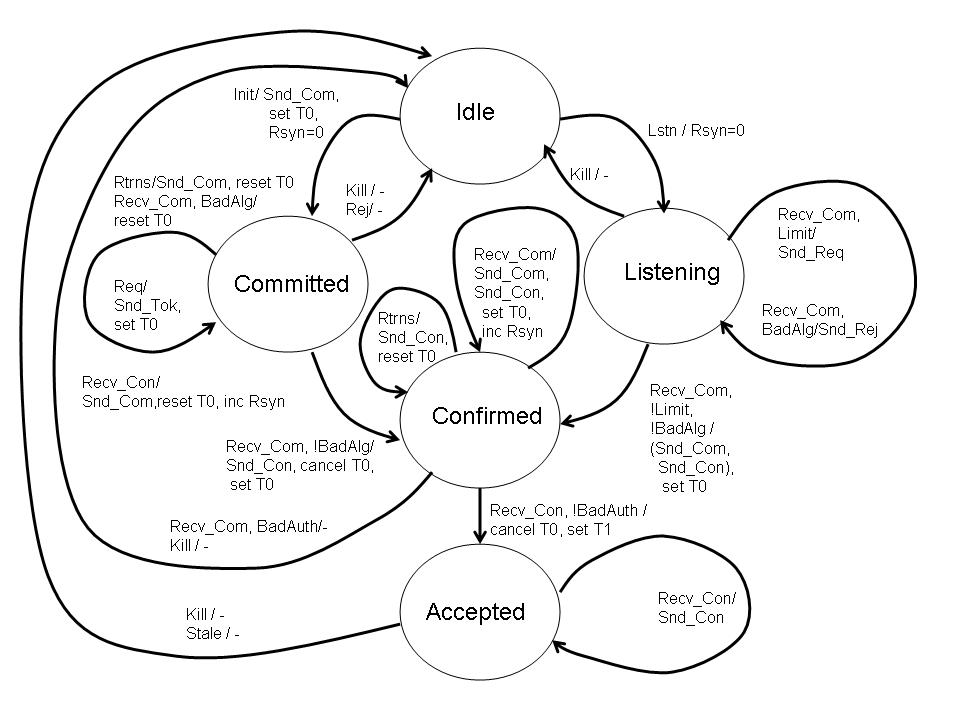 Idle
Init/ Snd_Com,
set T0,
Rsyn=0
Lstn / Rsyn=0
Kill / -
Rej/ -
Kill / -
Rtrns/Snd_Com, reset T0
Recv_Com, BadAlg/
reset T0
Committed
Req/
Snd_Tok,
set T0
Recv_Con/
Snd_Com,reset T0, inc Rsyn
Listening
Recv_Com,
Limit/
Snd_Req
Recv_Com,
BadAlg/Snd_Rej
Recv_Com/
Snd_Com,
Snd_Con,
set T0,
inc Rsyn
Rtrns/
Snd_Con,
reset T0
Confirmed
Recv_Com, !BadAlg/
Snd_Con, cancel T0,
set T0
Recv_Com,
!Limit,
!BadAlg /
(Snd_Com,
Snd_Con),
set T0
Recv_Com, BadAuth/-
Kill / -
Recv_Con, !BadAuth /
cancel T0, set T1
Accepted
Recv_Con/
Snd_Con
Kill / -
Stale / -